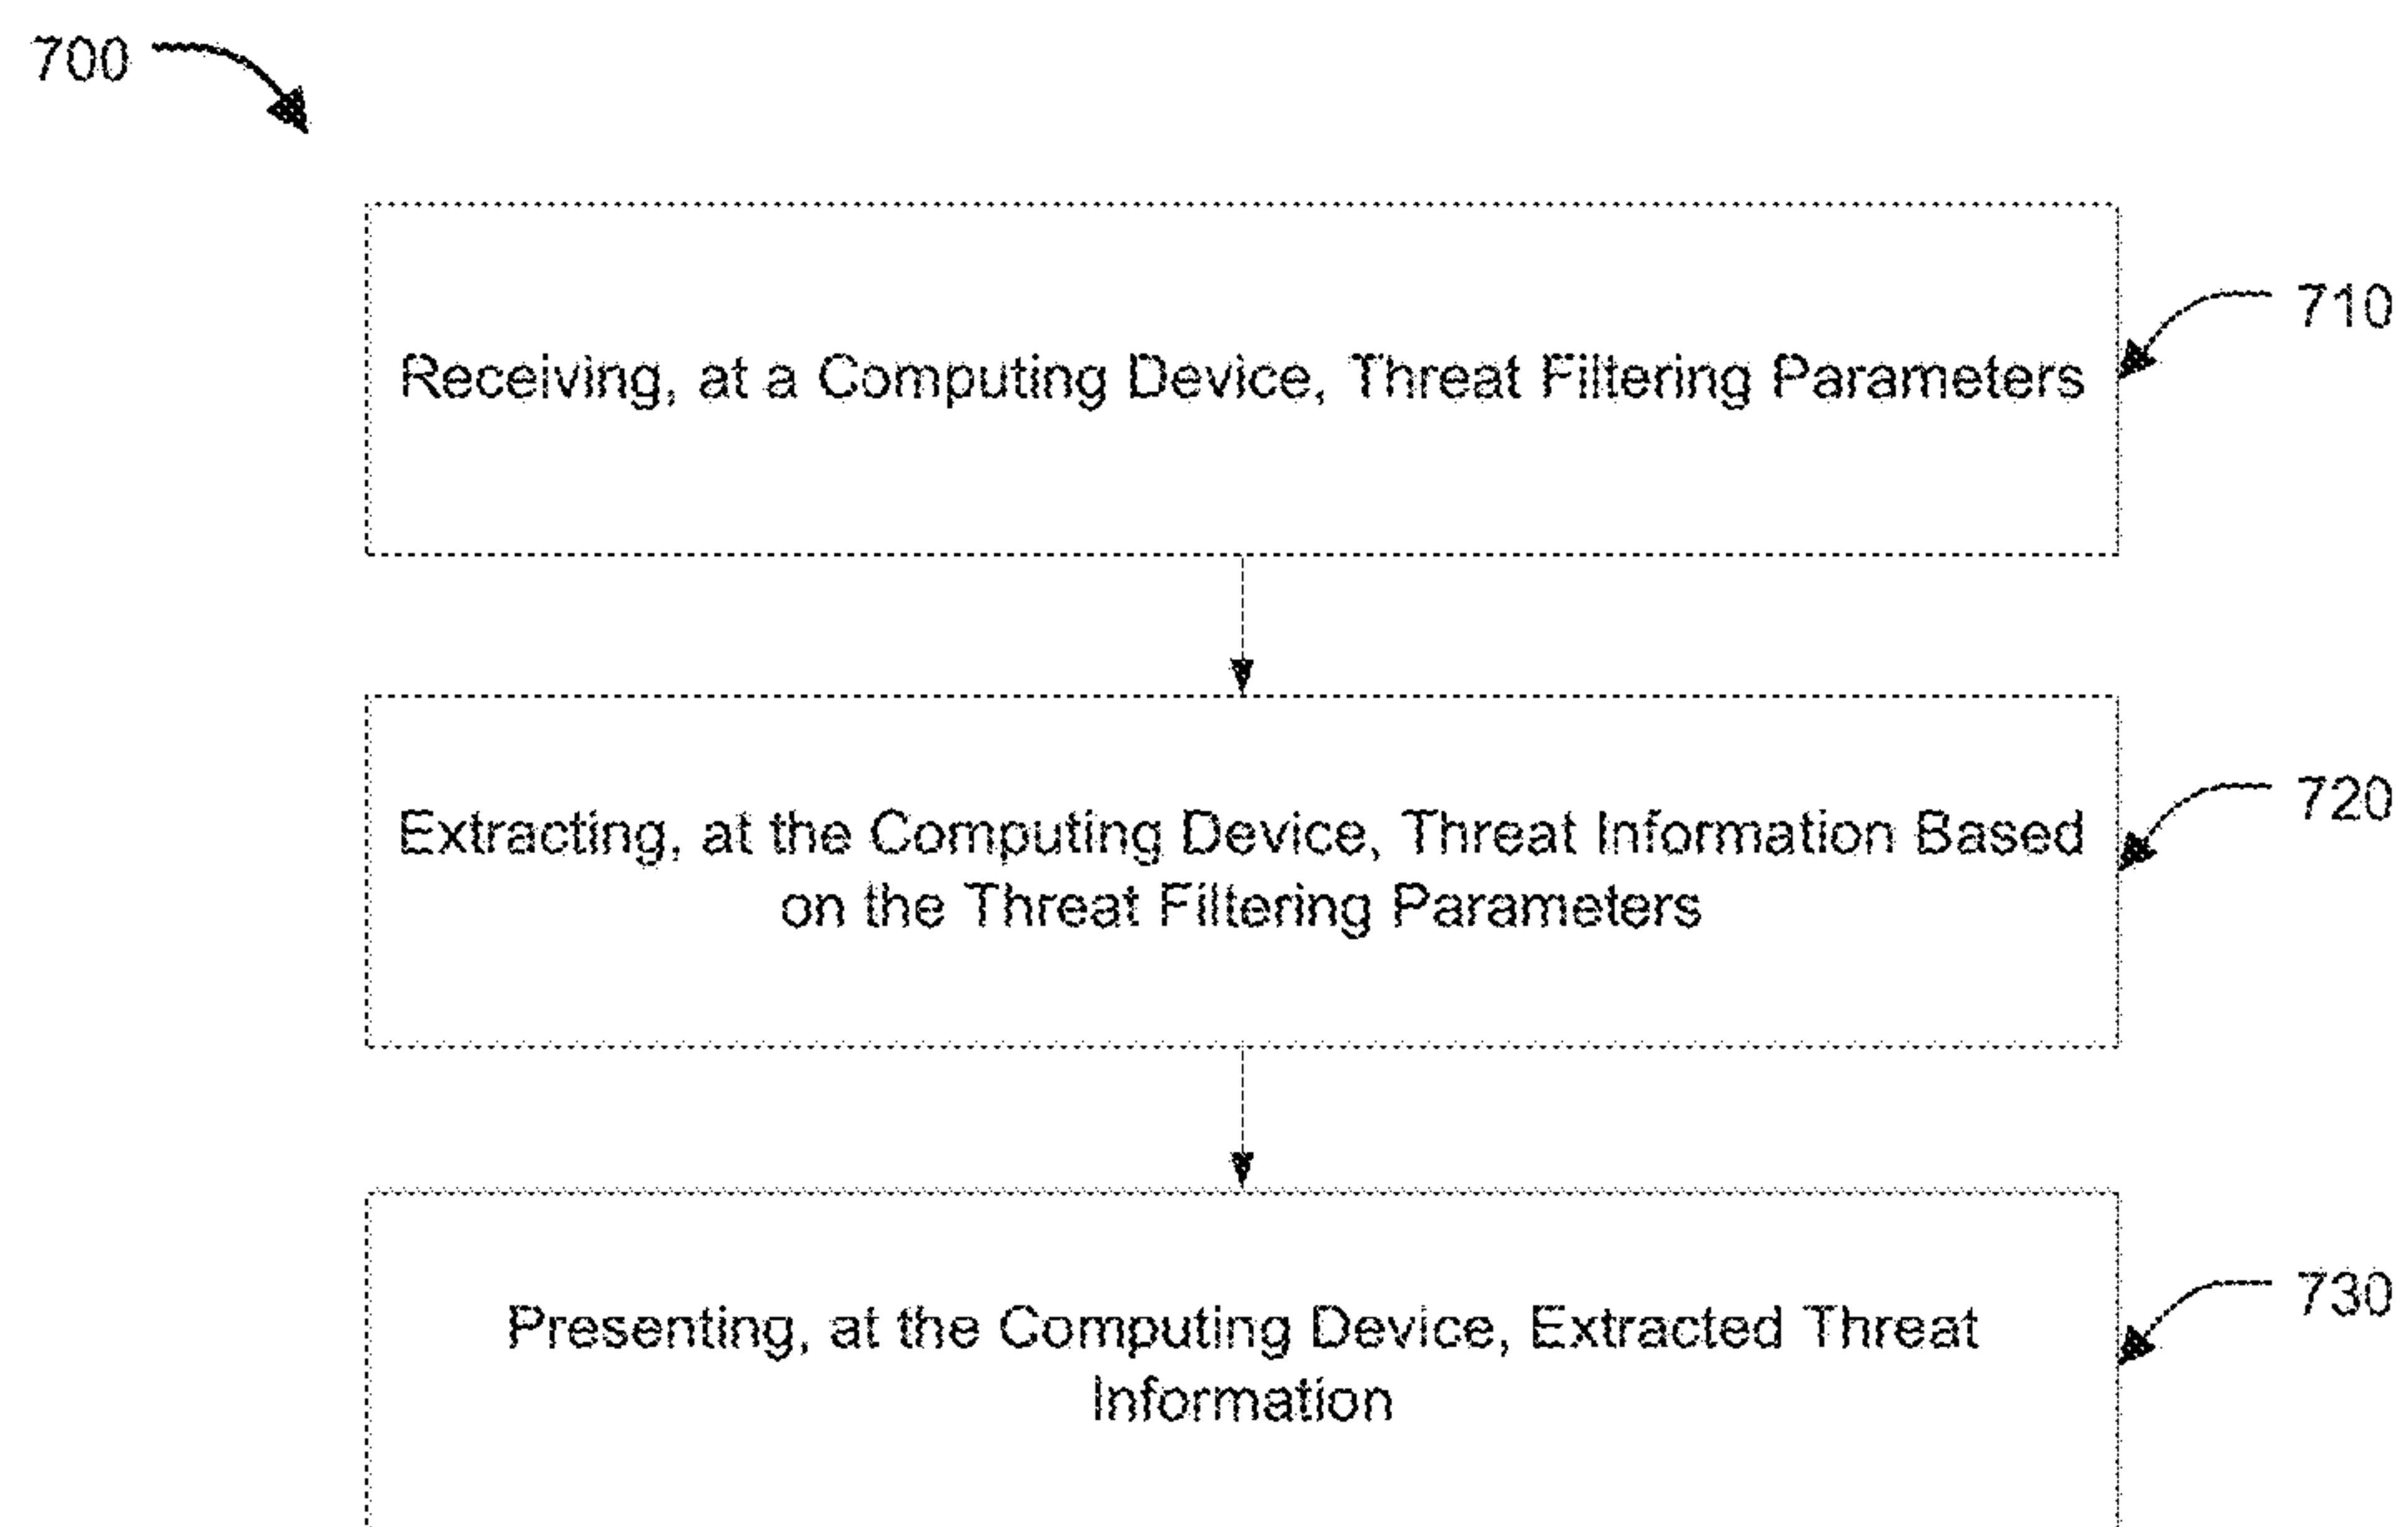 700
710
Receiving, at a Computing Device, Threat Filtering Parameters
720
Extracting, at the Computing Device, Threat Information Based
on the Threat Filtering Parameters
730
Presenting, at the Computing Device, Extracted Threat
Information